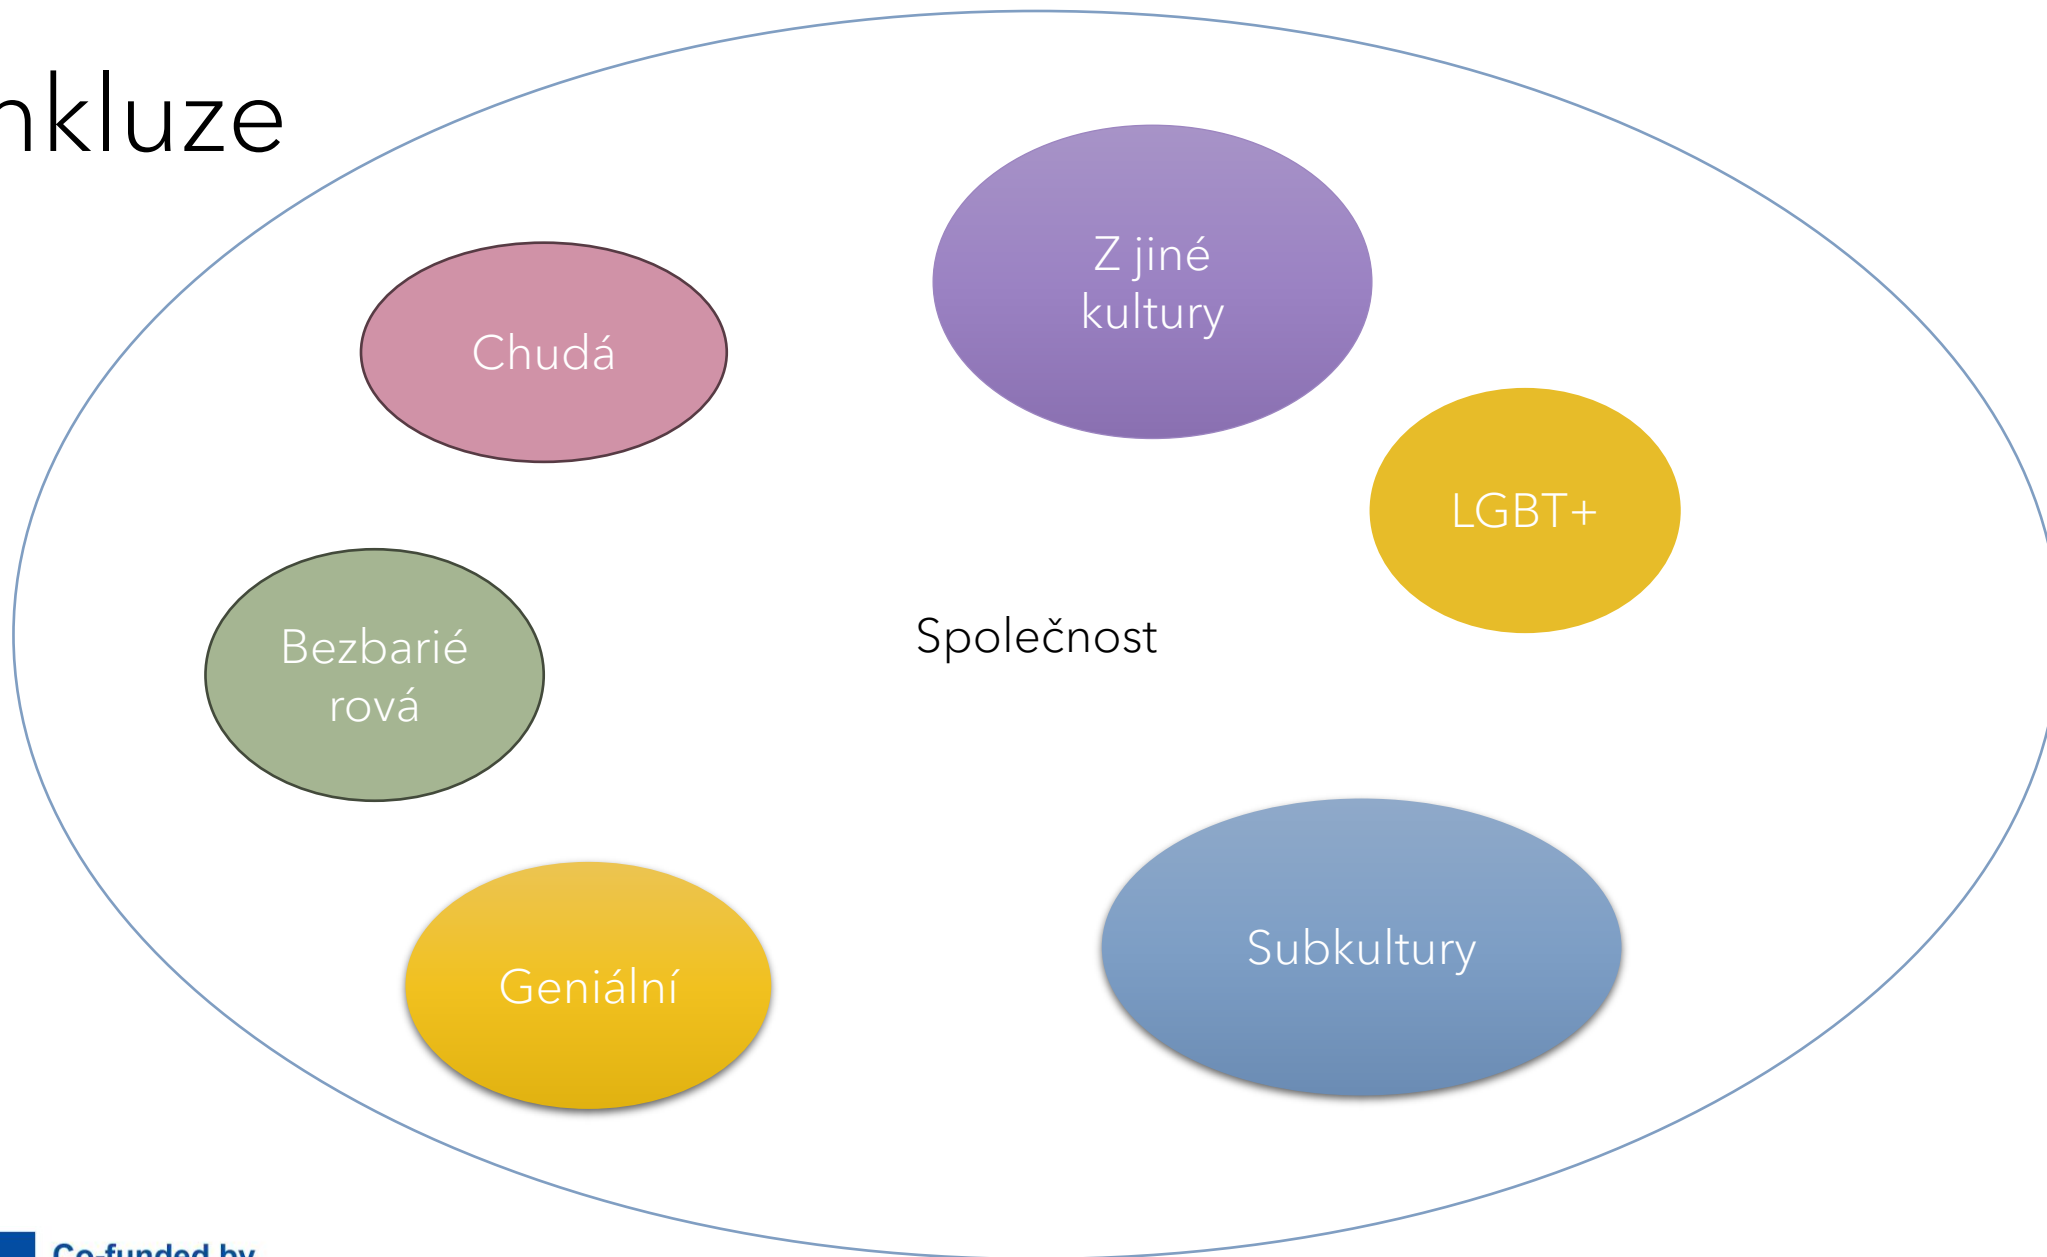 nkluze
Z jiné
kultury
Chudá
LGBT+
Společnost
Bezbarié
rová
Subkultury
Geniální
Co-funded by